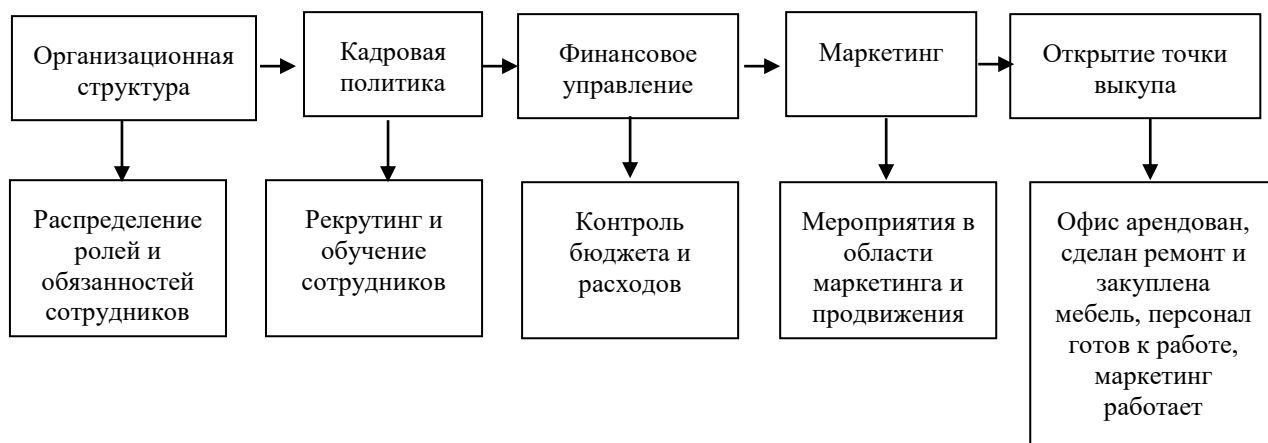 Организационная
структура
Кадровая
политика
Финансовое
управление
Маркетинг
Открытие точки
выкупа
Распределение
ролей и
обязанностей
сотрудников
Рекрутинг и
обучение
сотрудников
Контроль
бюджета и
расходов
Мероприятия в
области
маркетинга и
продвижения
Офис арендован,
сделан ремонт и
закуплена
мебель, персонал
готов к работе,
маркетинг
работает